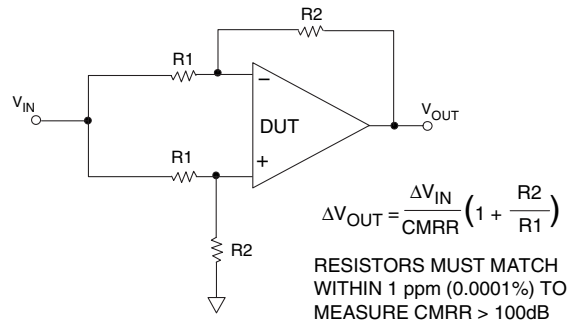 R2
R1
V_IN
−
DUT
V_OUT
R1
+
R2
ΔV_OUT = ΔV_IN / CMRR (1 + R2 / R1)
RESISTORS MUST MATCH
WITHIN 1 ppm (0.0001%) TO
MEASURE CMRR > 100dB